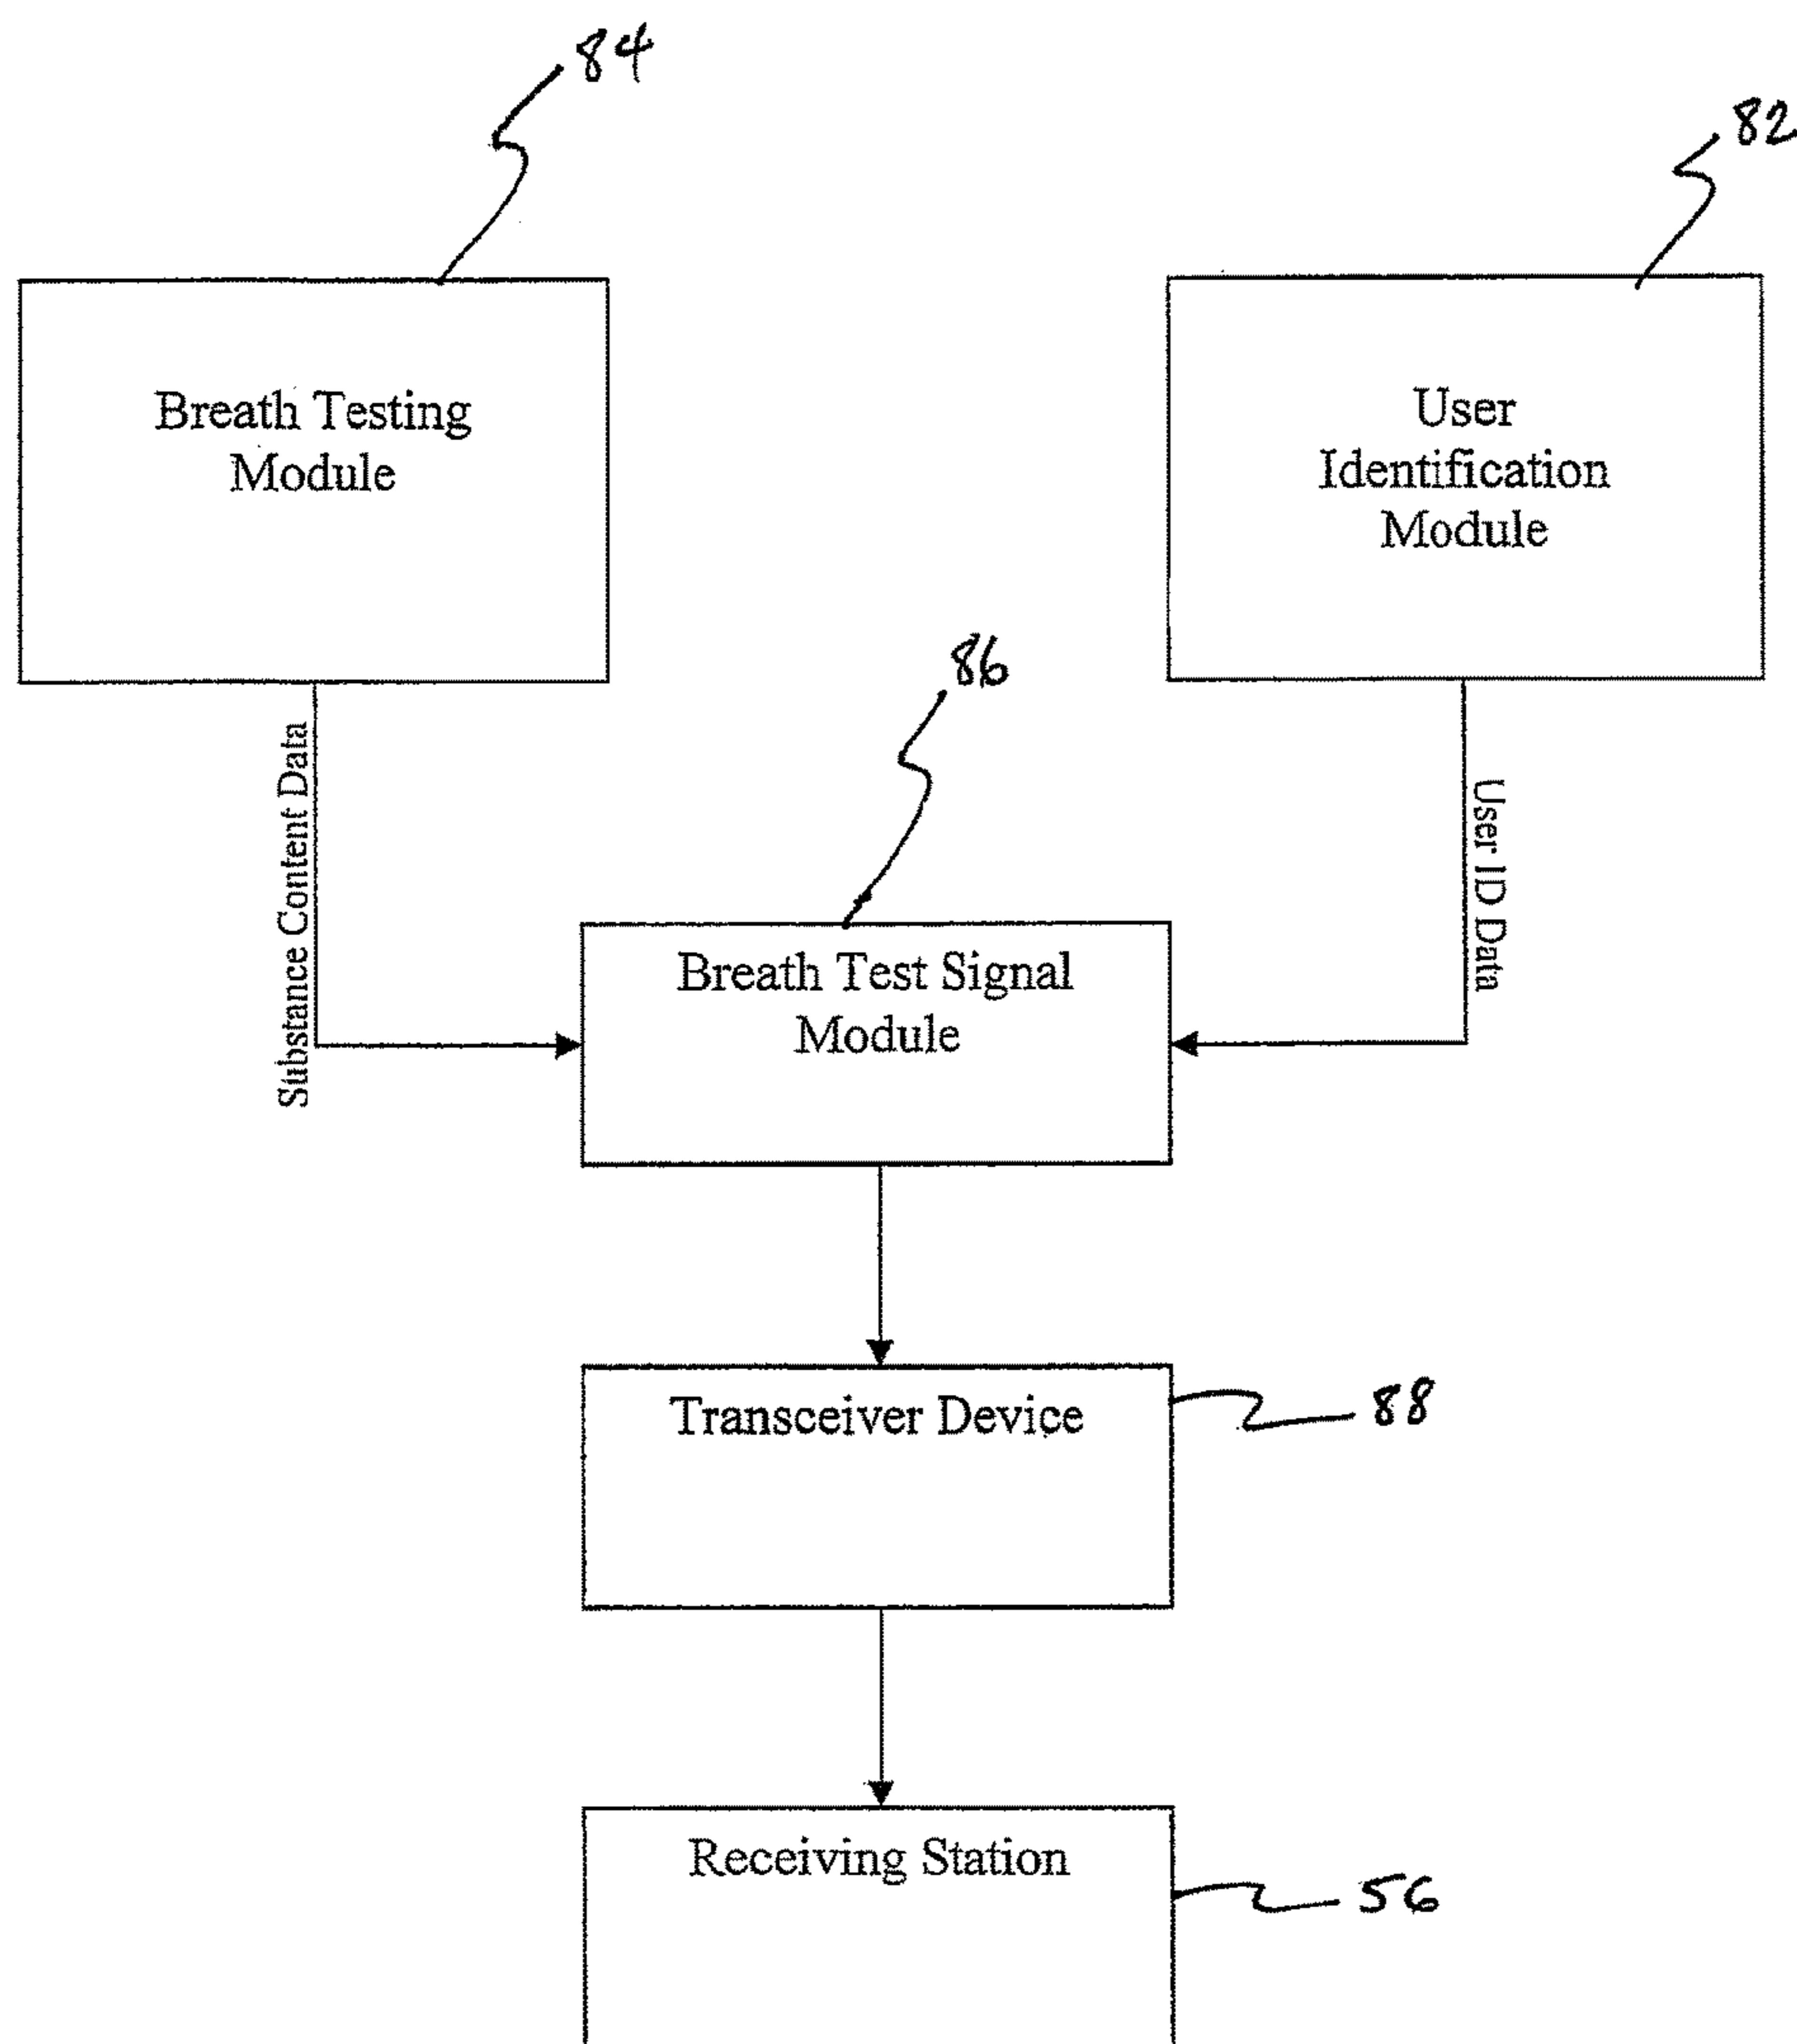 84
82
Breath Testing
Module
User
Identification
Module
86
Substance Content Data
User ID Data
Breath Test Signal
Module
Transceiver Device
88
Receiving Station
56